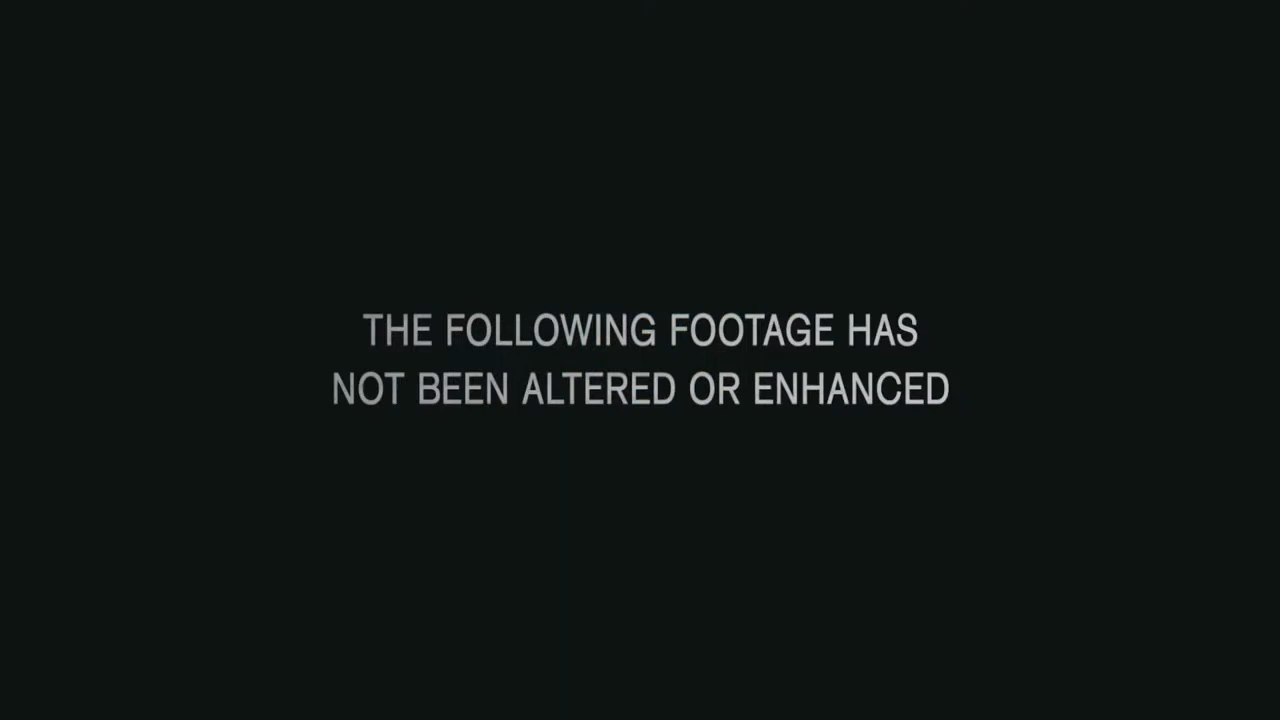 THE FOLLOWING FOOTAGE HAS
NOT BEEN ALTERED OR ENHANCED